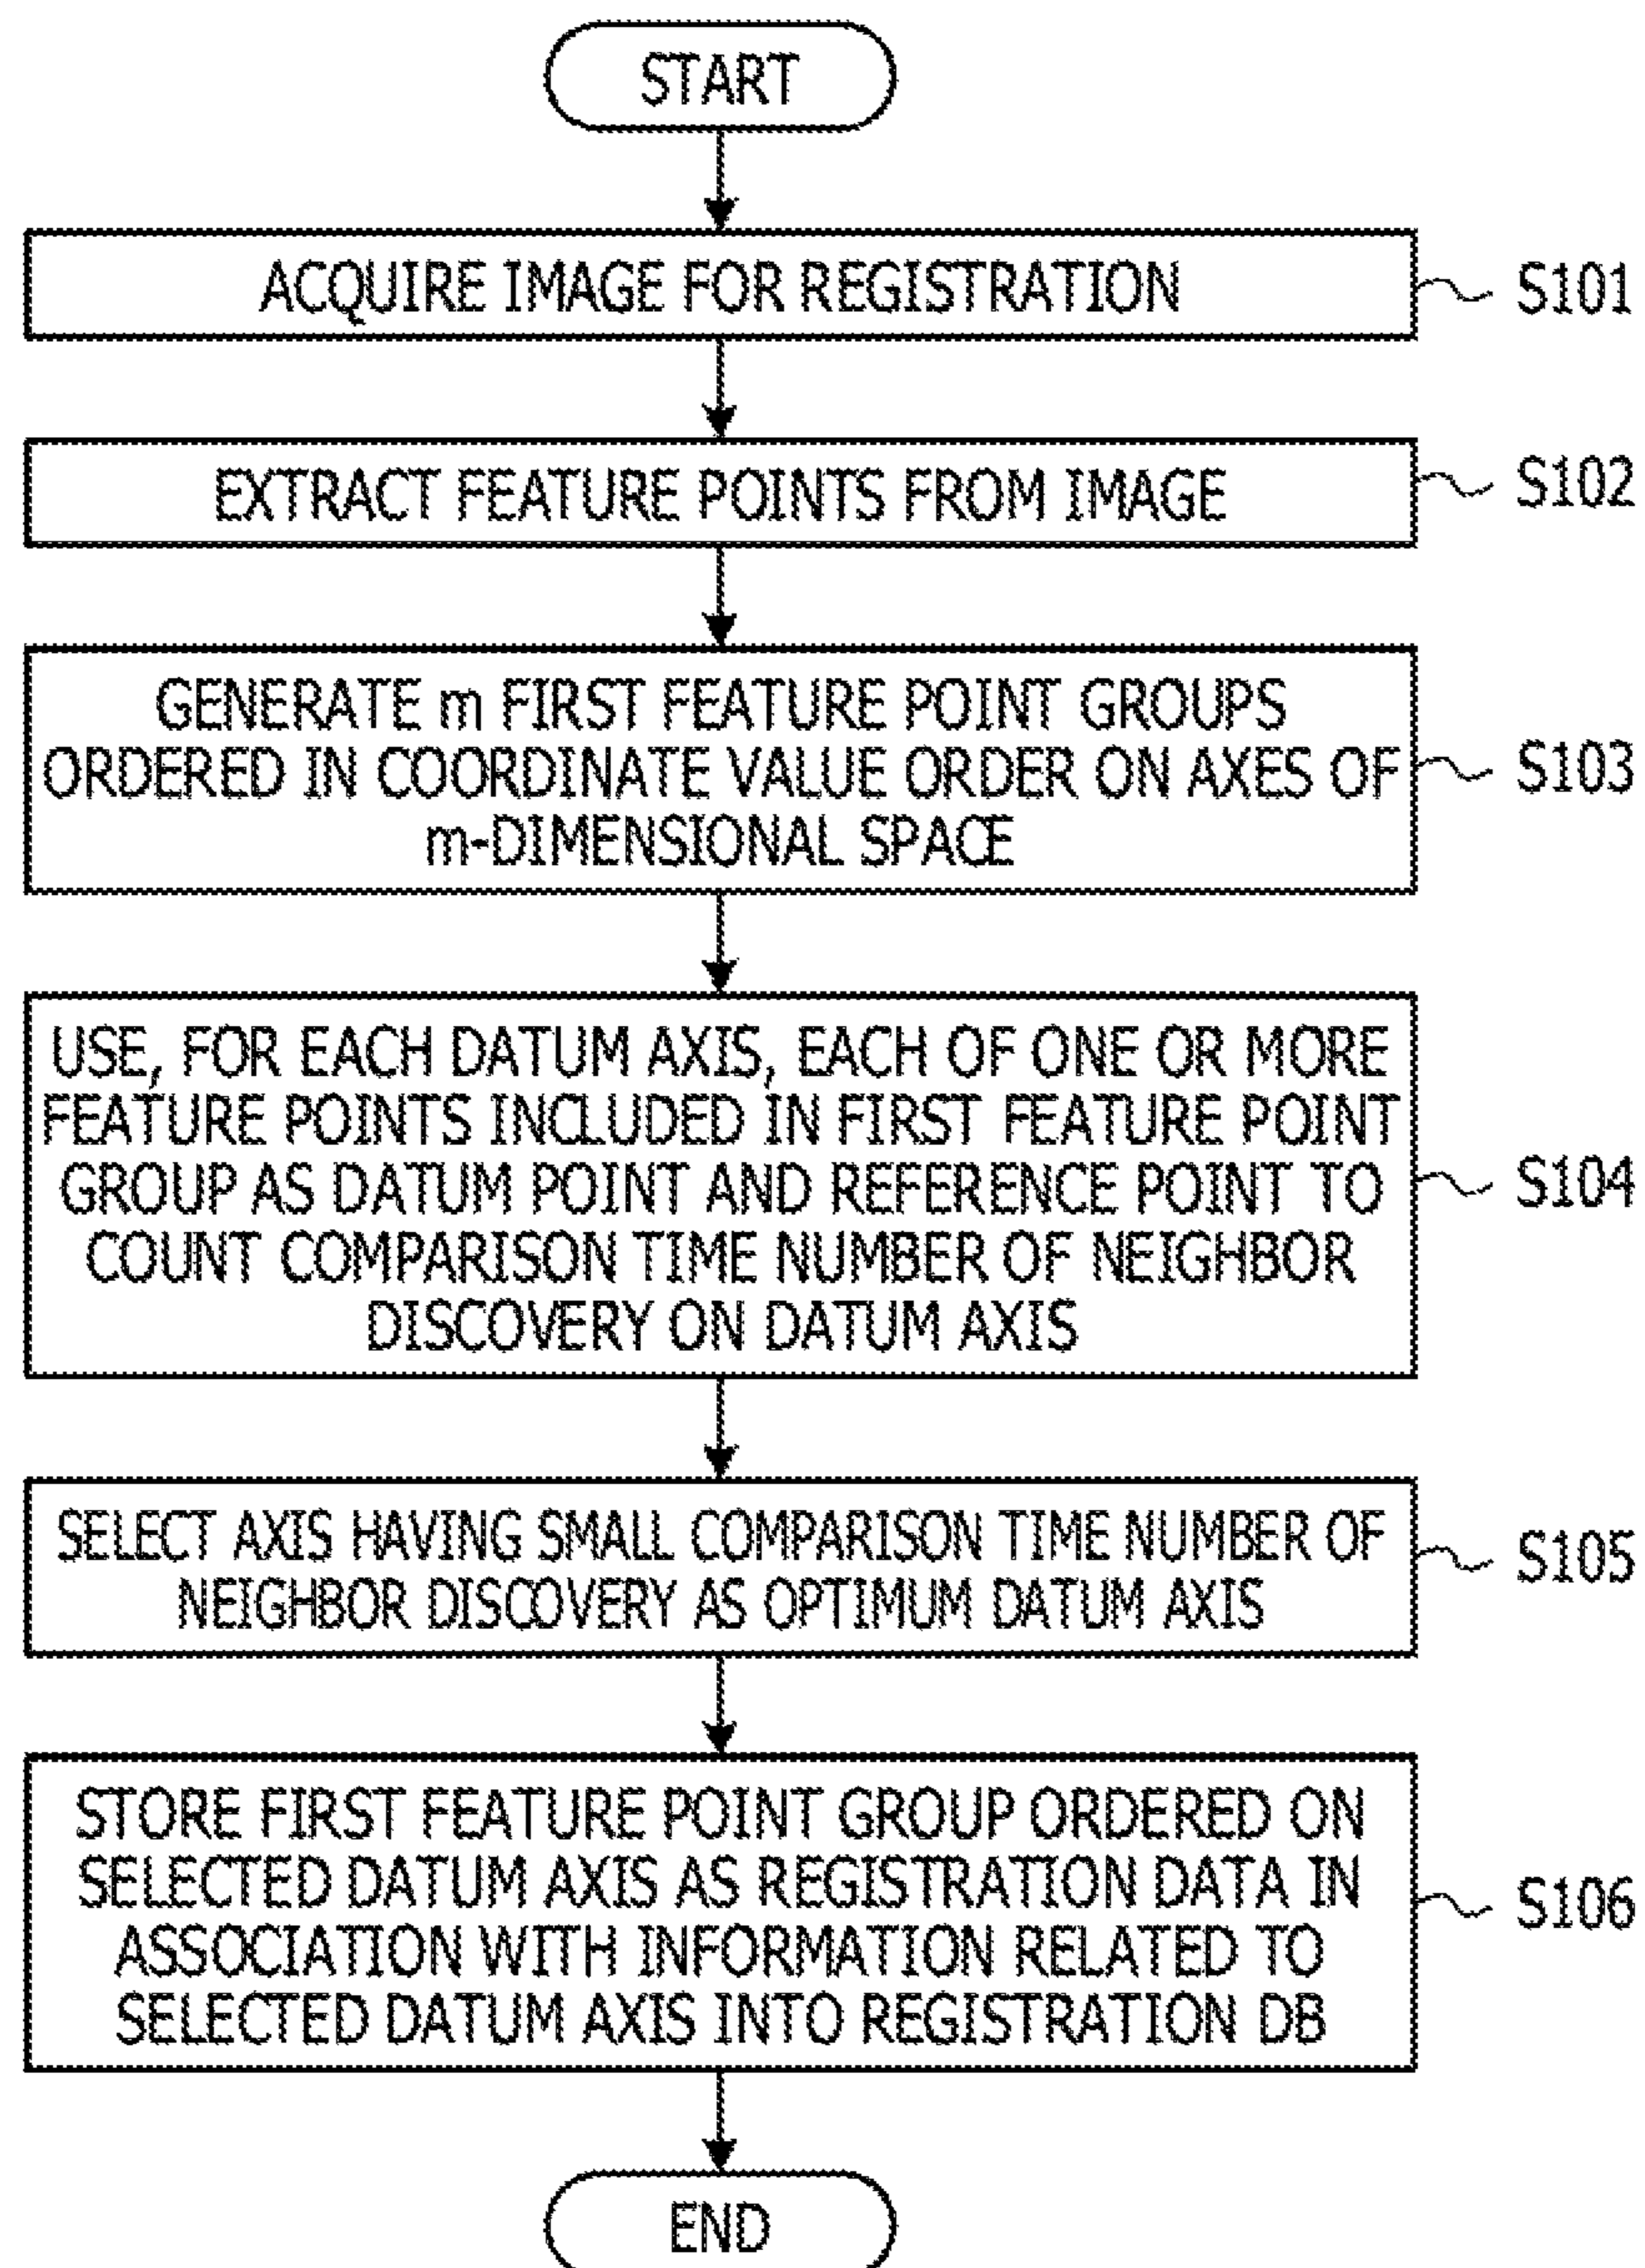 START
ACQUIRE IMAGE FOR REGISTRATION
S101
EXTRACT FEATURE POINTS FROM IMAGE
S102
GENERATE m FIRST FEATURE POINT GROUPS
ORDERED IN COORDINATE VALUE ORDER ON AXES OF
m-DIMENSIONAL SPACE
S103
USE, FOR EACH DATUM AXIS, EACH OF ONE OR MORE
FEATURE POINTS INCLUDED IN FIRST FEATURE POINT
GROUP AS DATUM POINT AND REFERENCE POINT TO
COUNT COMPARISON TIME NUMBER OF NEIGHBOR
DISCOVERY ON DATUM AXIS
S104
SELECT AXIS HAVING SMALL COMPARISON TIME NUMBER OF
NEIGHBOR DISCOVERY AS OPTIMUM DATUM AXIS
S105
STORE FIRST FEATURE POINT GROUP ORDERED ON
SELECTED DATUM AXIS AS REGISTRATION DATA IN
ASSOCIATION WITH INFORMATION RELATED TO
SELECTED DATUM AXIS INTO REGISTRATION DB
S106
END